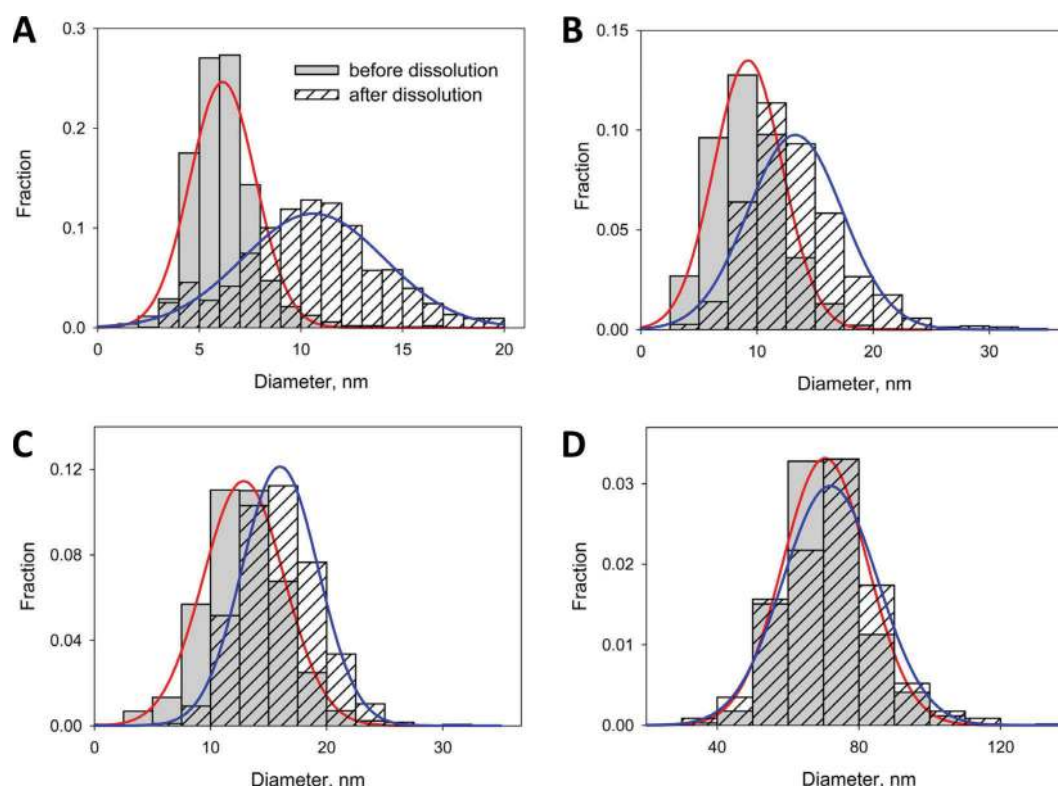 A
0.3
0.2
0.1
0.0
Fraction
before dissolution
after dissolution
0 5 10 15 20
Diameter, nm
B
0.15
0.10
0.05
0.00
Fraction
0 10 20 30
Diameter, nm
C
0.12
0.08
0.04
0.00
Fraction
0 10 20 30
Diameter, nm
D
0.03
0.02
0.01
0.00
Fraction
40 80 120
Diameter, nm